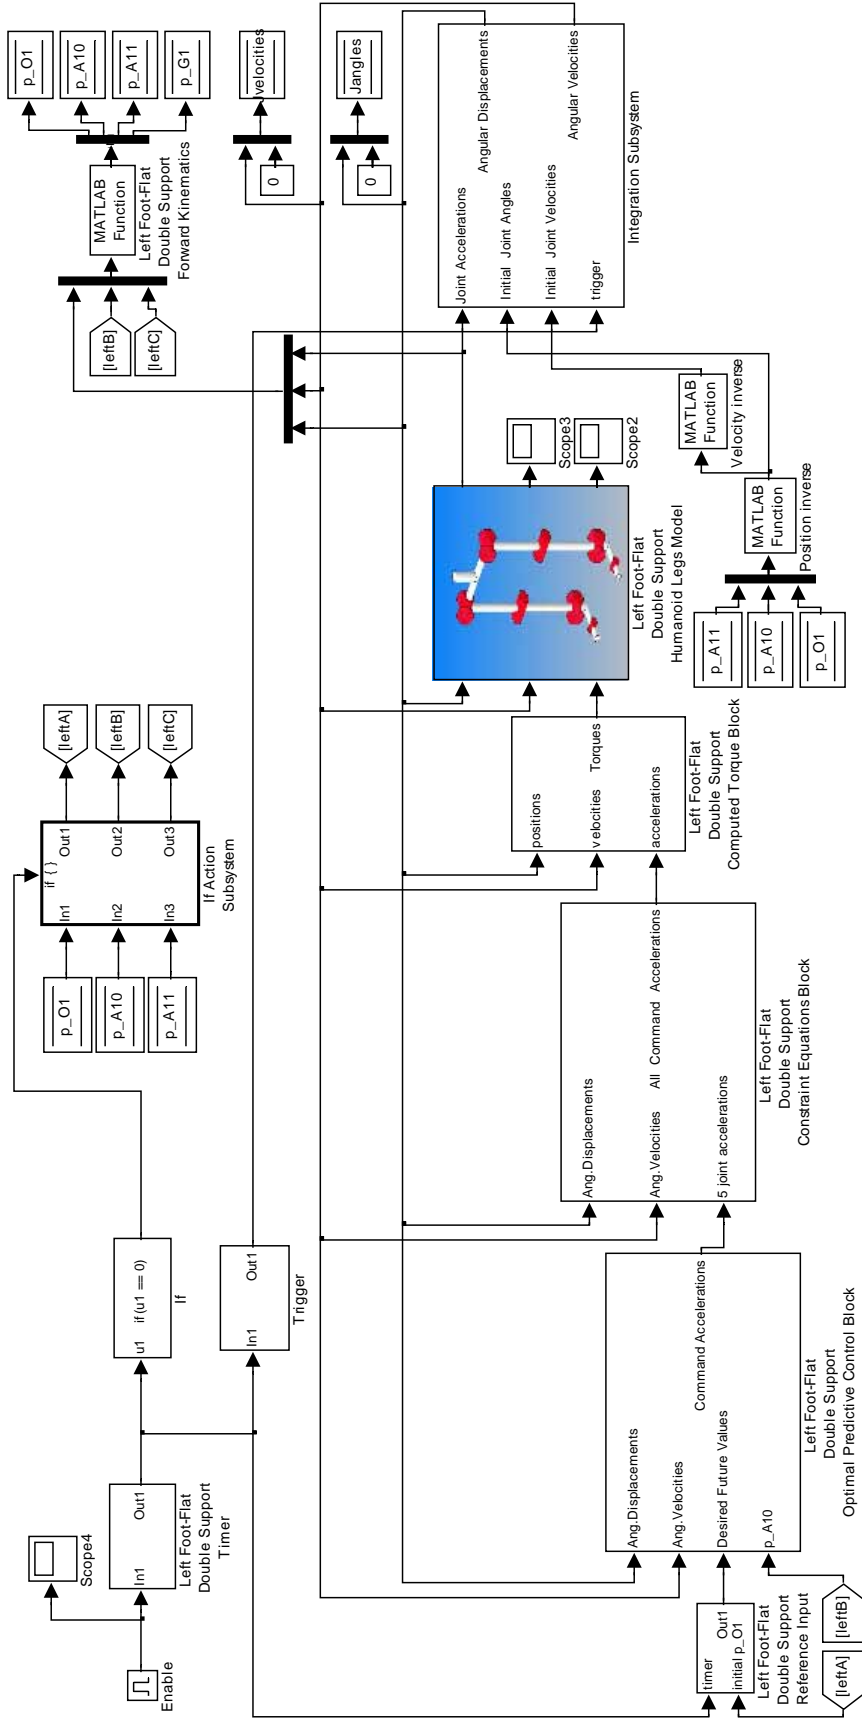 Enable
Scope4
In1
Out1
Left Foot-Flat
Double Support
Timer
u1
if(u1 == 0)
If
In1
Out1
Trigger
p_O1
p_A10
p_A11
if { }
In1
In2
In3
Out1
Out2
Out3
If Action
Subsystem
[leftA]
[leftB]
[leftC]
[leftB]
[leftC]
MATLAB
Function
Left Foot-Flat
Double Support
Forward Kinematics
p_O1
p_A10
p_A11
p_G1
0
velocities
0
Jangles
timer
initial p_O1
Out1
Left Foot-Flat
Double Support
Reference Input
[leftA]
[leftB]
Ang.Displacements
Ang.Velocities
Desired Future Values
p_A10
Command Accelerations
Left Foot-Flat
Double Support
Optimal Predictive Control Block
Ang.Displacements
Ang.Velocities
5 joint accelerations
All Command Accelerations
Left Foot-Flat
Double Support
Constraint Equations Block
positions
velocities
accelerations
Torques
Left Foot-Flat
Double Support
Computed Torque Block
Left Foot-Flat
Double Support
Humanoid Legs Model
Scope3
Scope2
p_A11
p_A10
p_O1
MATLAB
Function
Position inverse
MATLAB
Function
Velocity inverse
Joint Accelerations
Initial Joint Angles
Initial Joint Velocities
trigger
Angular Displacements
Angular Velocities
Integration Subsystem